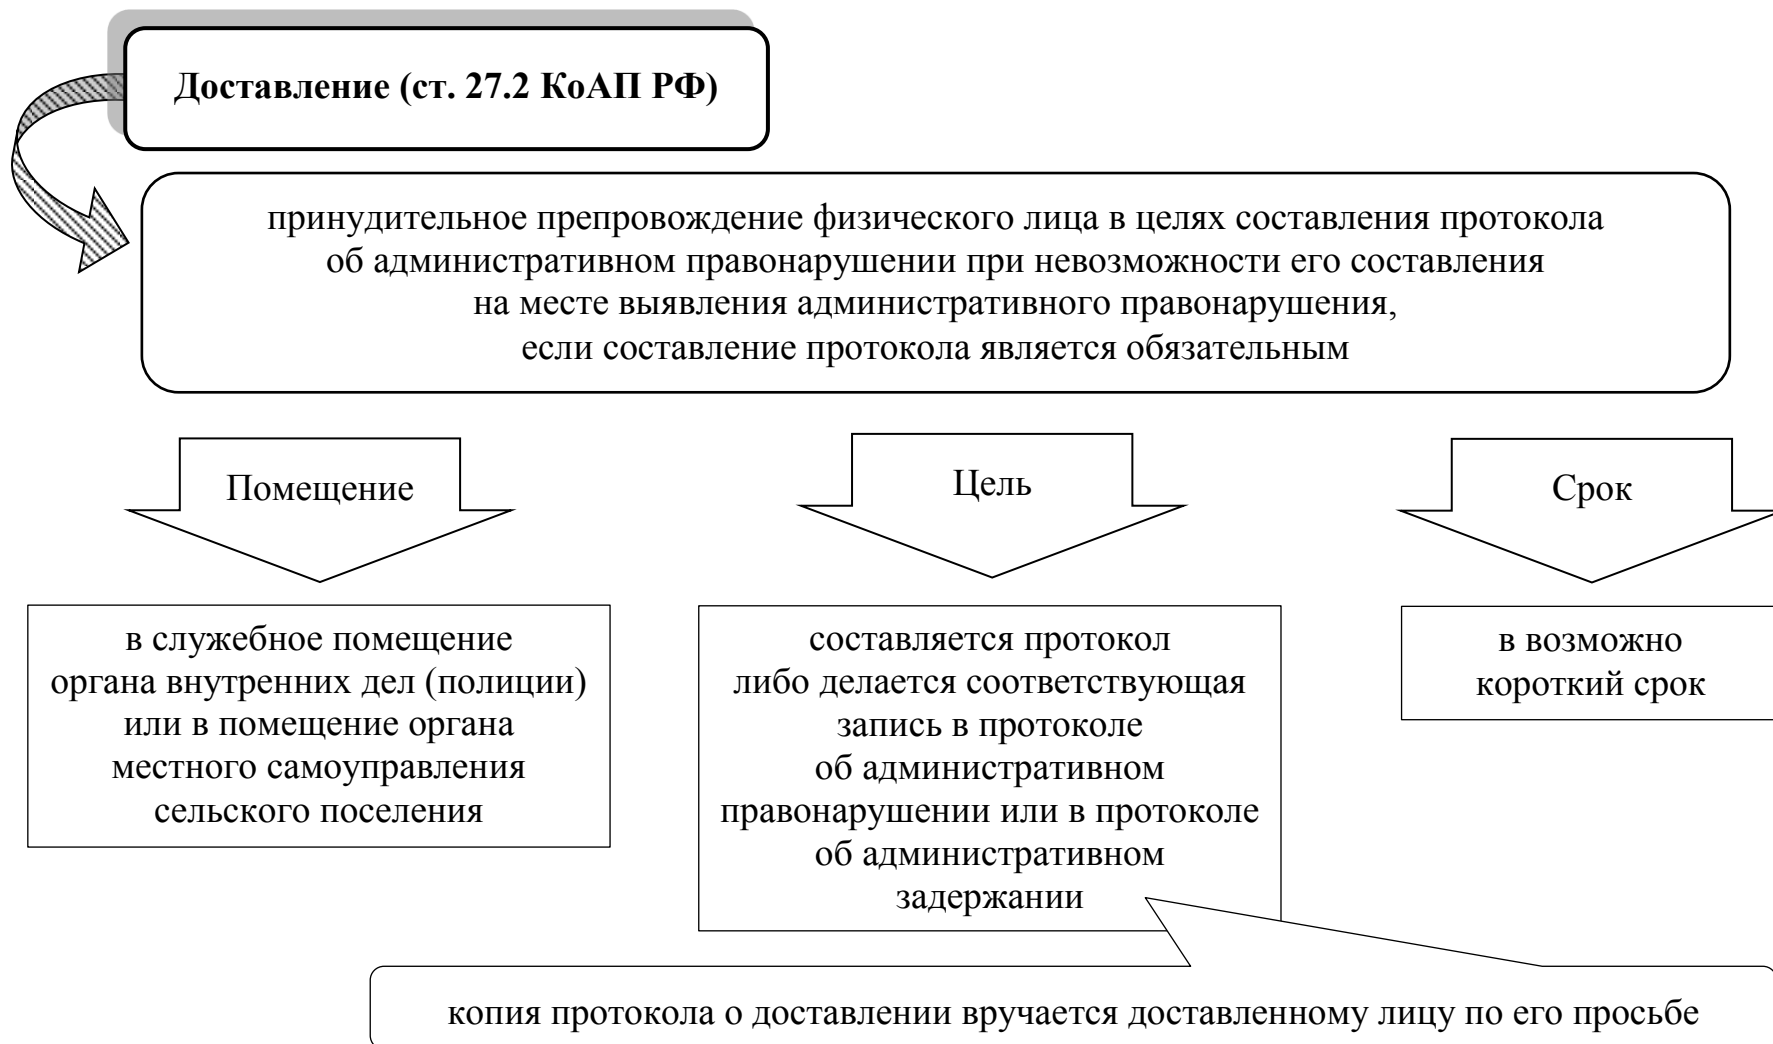 Доставление (ст. 27.2 КоАП РФ)
принудительное препровождение физического лица в целях составления протокола
об административном правонарушении при невозможности его составления
на месте выявления административного правонарушения,
если составление протокола является обязательным
Помещение
Цель
Срок
в служебное помещение
органа внутренних дел (полиции)
или в помещение органа
местного самоуправления
сельского поселения
составляется протокол
либо делается соответствующая
запись в протоколе
об административном
правонарушении или в протоколе
об административном
задержании
в возможно
короткий срок
копия протокола о доставлении вручается доставленному лицу по его просьбе